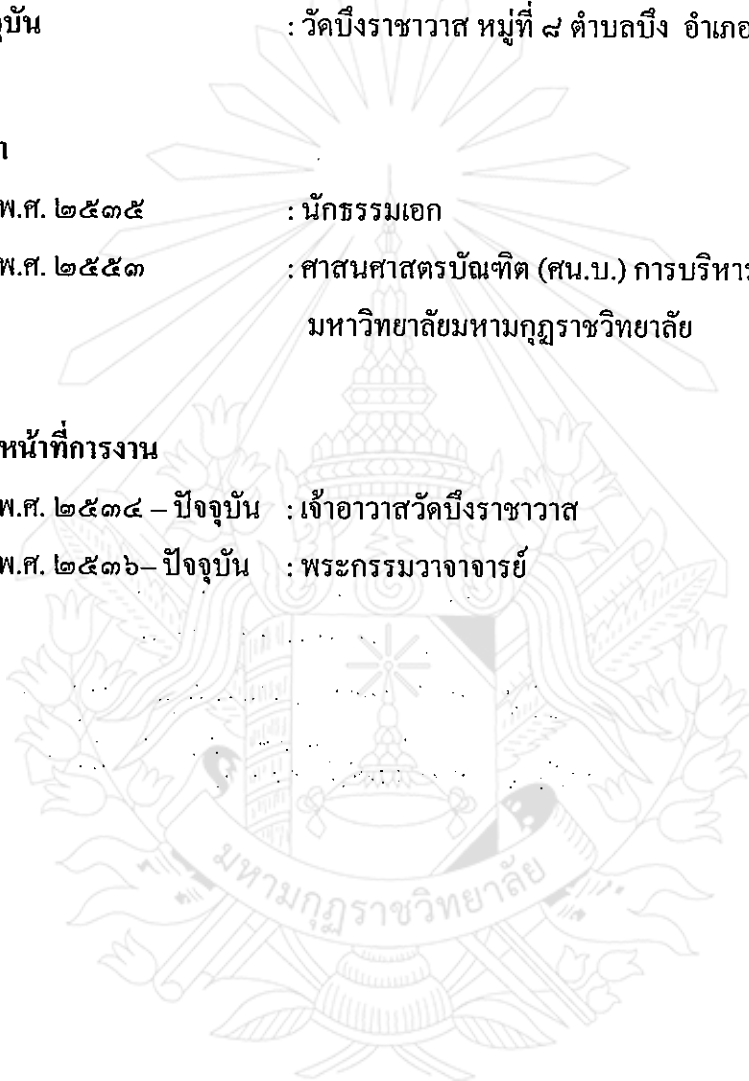 : วัดบึงราชาวาส หมู่ที่ ๘ ตำบลบึง
พ.ศ. ๒๕๓๕ : นักธรรมเอก
พ.ศ. ๒๕๕๓ : ศาสนศาสตรบัณฑิต (ศน.บ.) การบริหาร
มหาวิทยาลัยมหามกุฏราชวิทยาลัย
หน้าที่การงาน
พ.ศ. ๒๕๓๔ – ปัจจุบัน : เจ้าอาวาสวัดบึงราชาวาส
พ.ศ. ๒๕๓๖– ปัจจุบัน : พระกรรมวาจาจารย์
มหามกุฏราชวิทยาลัย